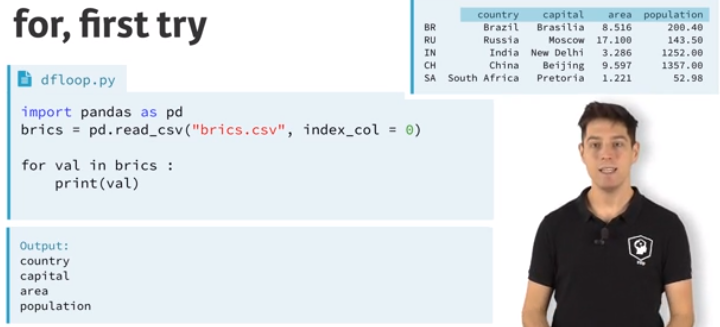 for, first try
country capital area population
BR Brazil Brasilia 8.516 200.40
RU Russia Moscow 17.100 143.50
IN India New Delhi 3.286 1252.00
CH China Beijing 9.597 1357.00
SA South Africa Pretoria 1.221 52.98
dfloop.py
import pandas as pd
brics = pd.read_csv("brics.csv", index_col = 0)
for val in brics :
    print(val)
Output:
country
capital
area
population